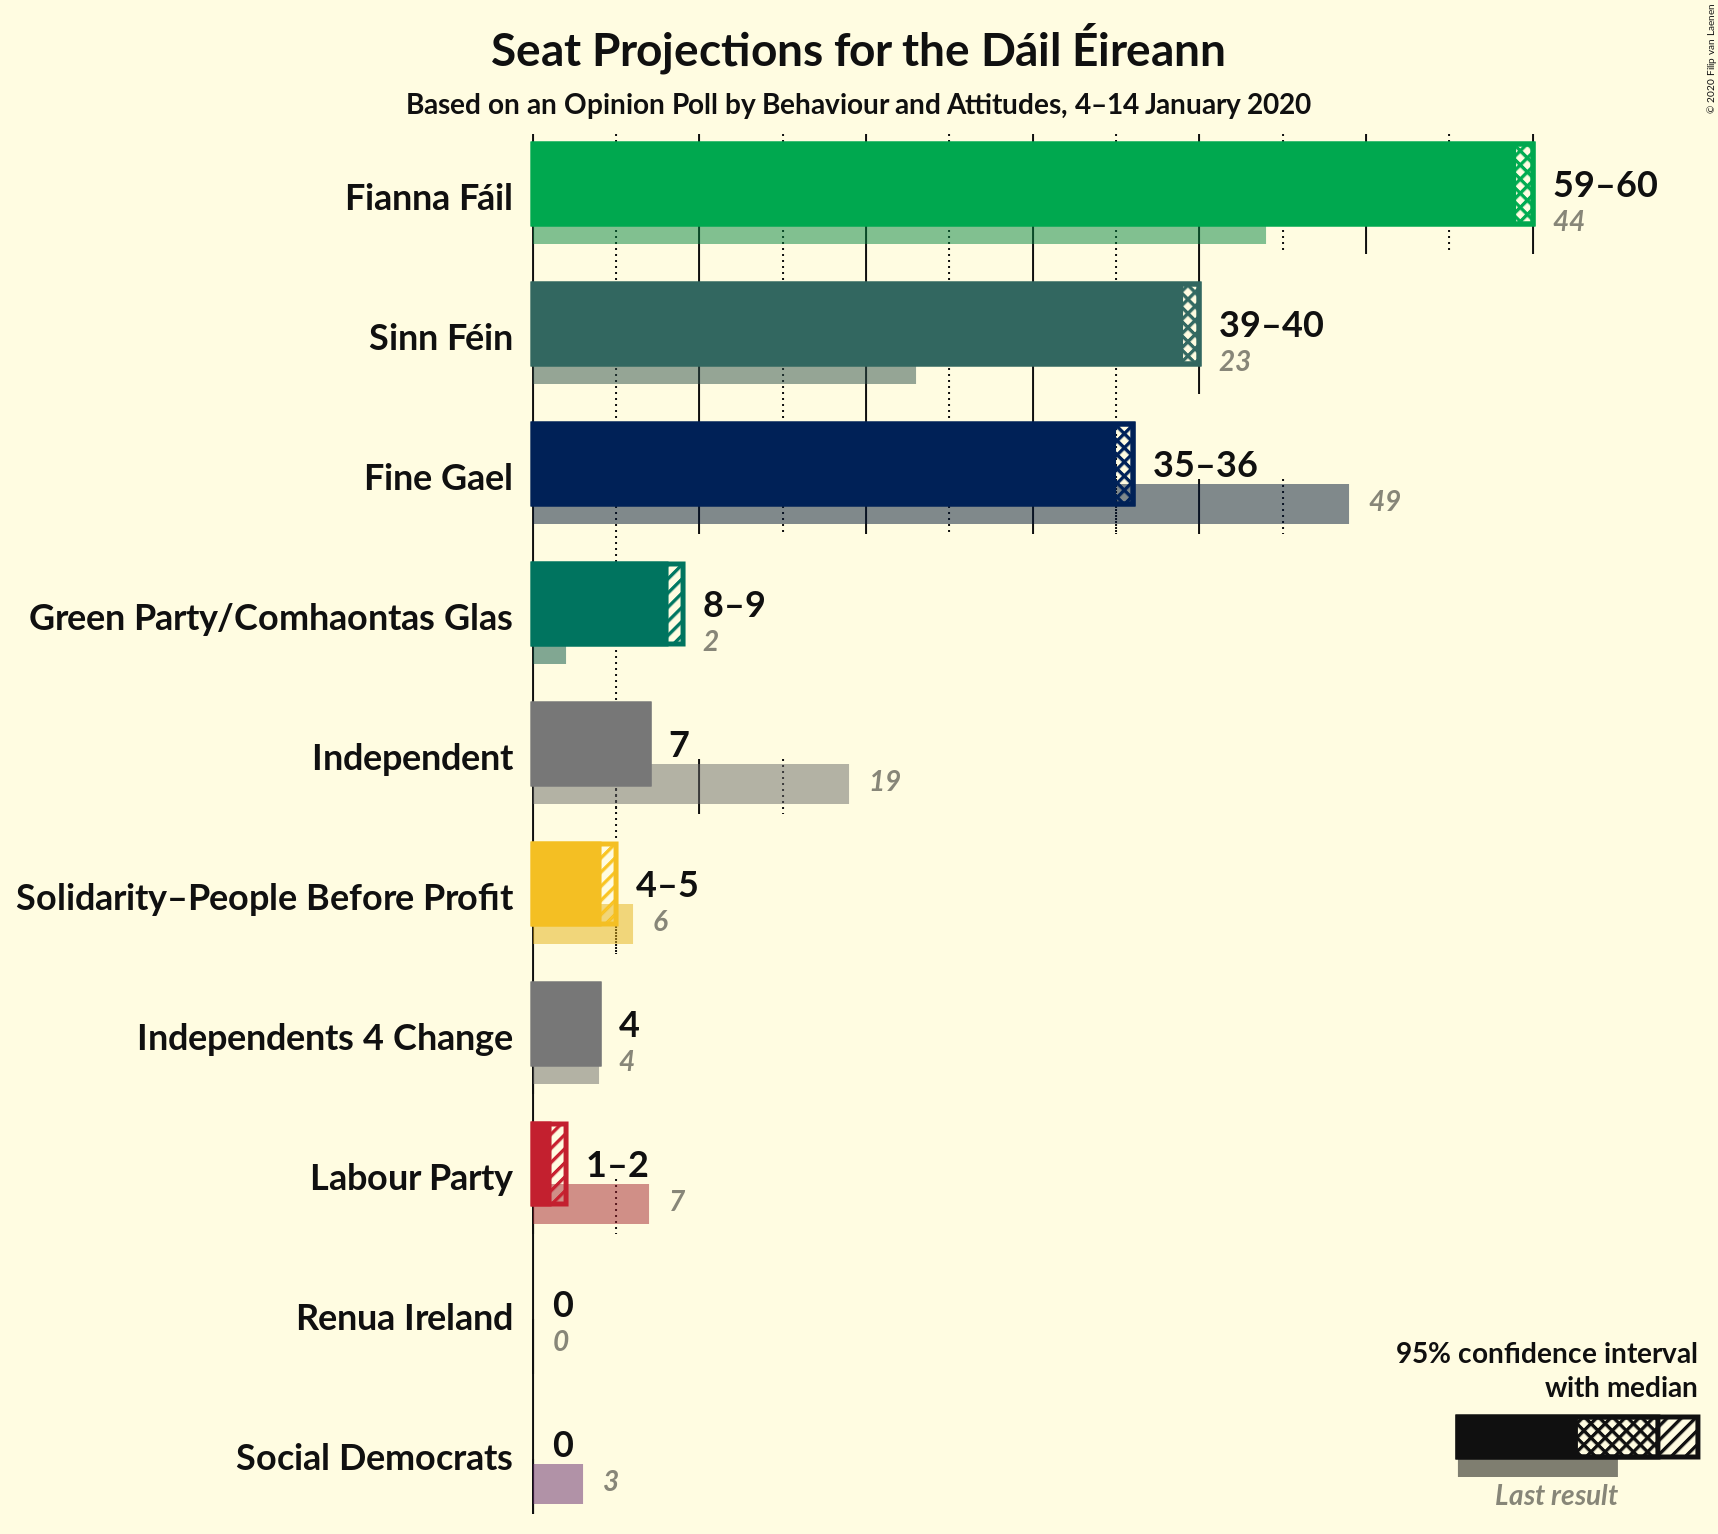 © 2020 Filip van Laenen
Seat Projections for the Dáil Éireann
Based on an Opinion Poll by Behaviour and Attitudes, 4–14 January 2020
Fianna Fáil
59–60
44
Sinn Féin
39–40
23
Fine Gael
35–36
49
Green Party/Comhaontas Glas
8–9
2
Independent
7
19
Solidarity–People Before Profit
4–5
6
Independents 4 Change
4
4
Labour Party
1–2
7
Renua Ireland
0
0
Social Democrats
0
3
95% confidence interval
with median
Last result